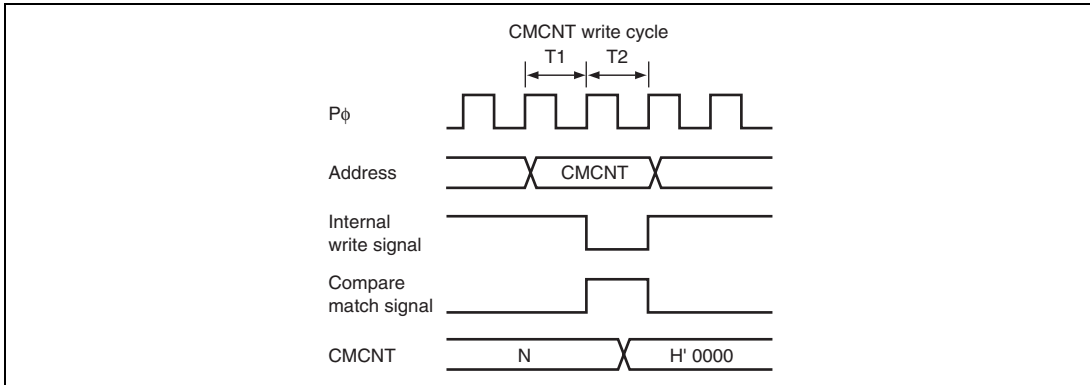 CMCNT write cycle
T1 T2
Pϕ
Address CMCNT
Internal
write signal
Compare
match signal
CMCNT N H' 0000